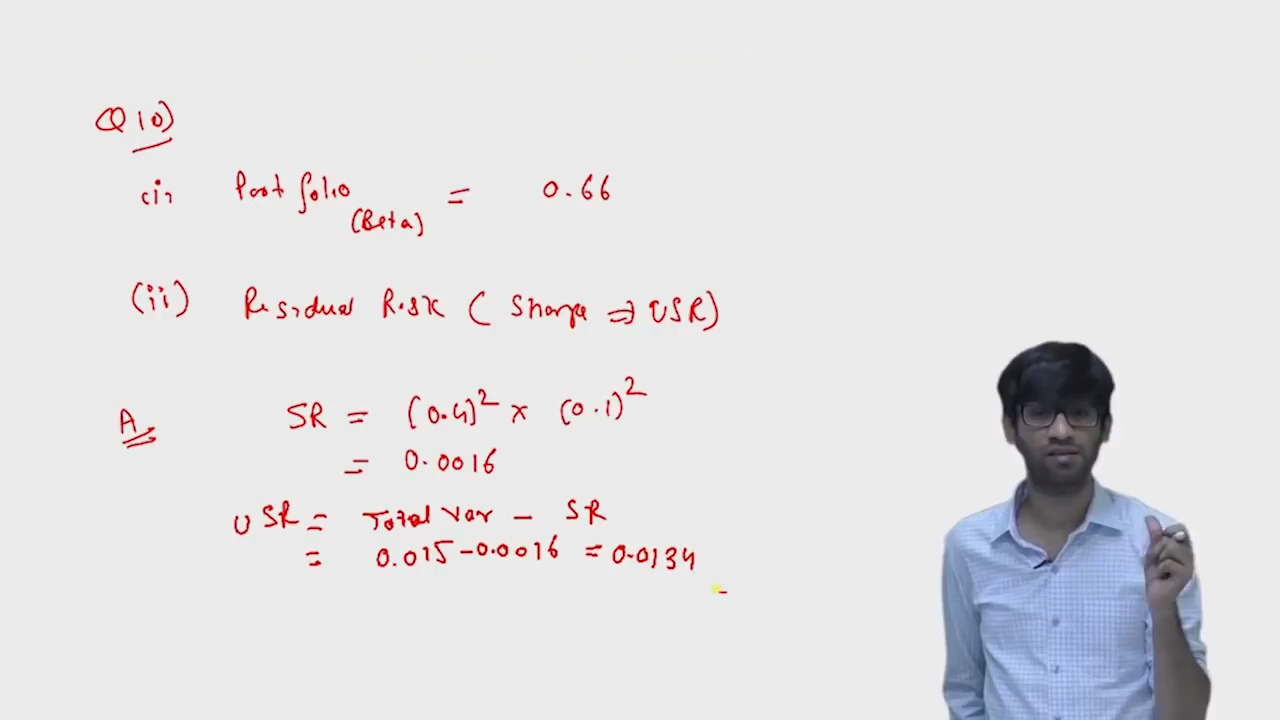 Q10)
(i) Portfolio (Beta) = 0.66
(ii) Residual Risk ( Sharpe ⇒ USR)
A. SR = (0.4)² × (0.1)²
= 0.0016
USR = Total Var - SR
= 0.015 - 0.0016 = 0.0134